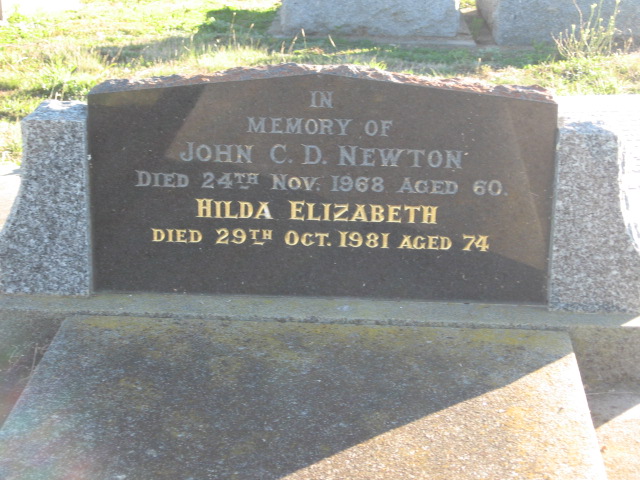 IN
MEMORY OF
JOHN C. D. NEWTON
DIED 24TH NOV. 1968 AGED 60.
HILDA ELIZABETH
DIED 29TH OCT. 1981 AGED 74